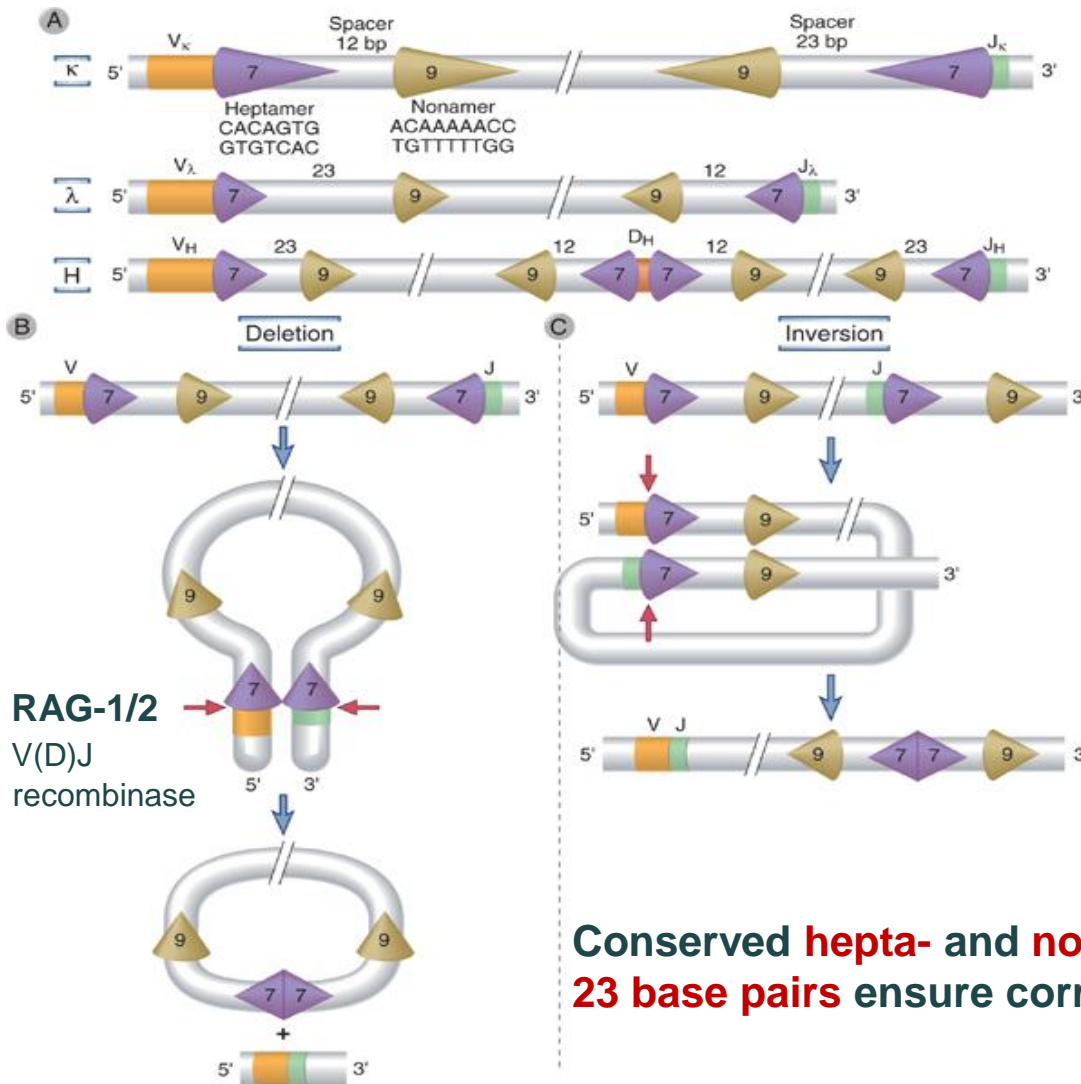 A
Vκ
Spacer
12 bp
Spacer
23 bp
Jκ
κ 5' 7 9 9 7 3'
Heptamer
CACAGTG
GTGTCAC
Nonamer
ACAAAAACC
TGTTTTTGG
Vλ 23 12 Jλ
λ 5' 7 9 9 7 3'
VH 23 12 DH 12 23 JH
H 5' 7 9 9 7 7 9 9 7 3'
B
Deletion
V J
5' 7 9 9 7 3'
9 9
7 7
RAG-1/2
V(D)J
recombinase
5' 3'
9 9
7 7
+
5' 3'
C
Inversion
V J
5' 7 9 7 9 3'
5' 7 9
7 9 3'
V J
5' 9 7 7 9 3'
Conserved hepta- and no
23 base pairs ensure corr